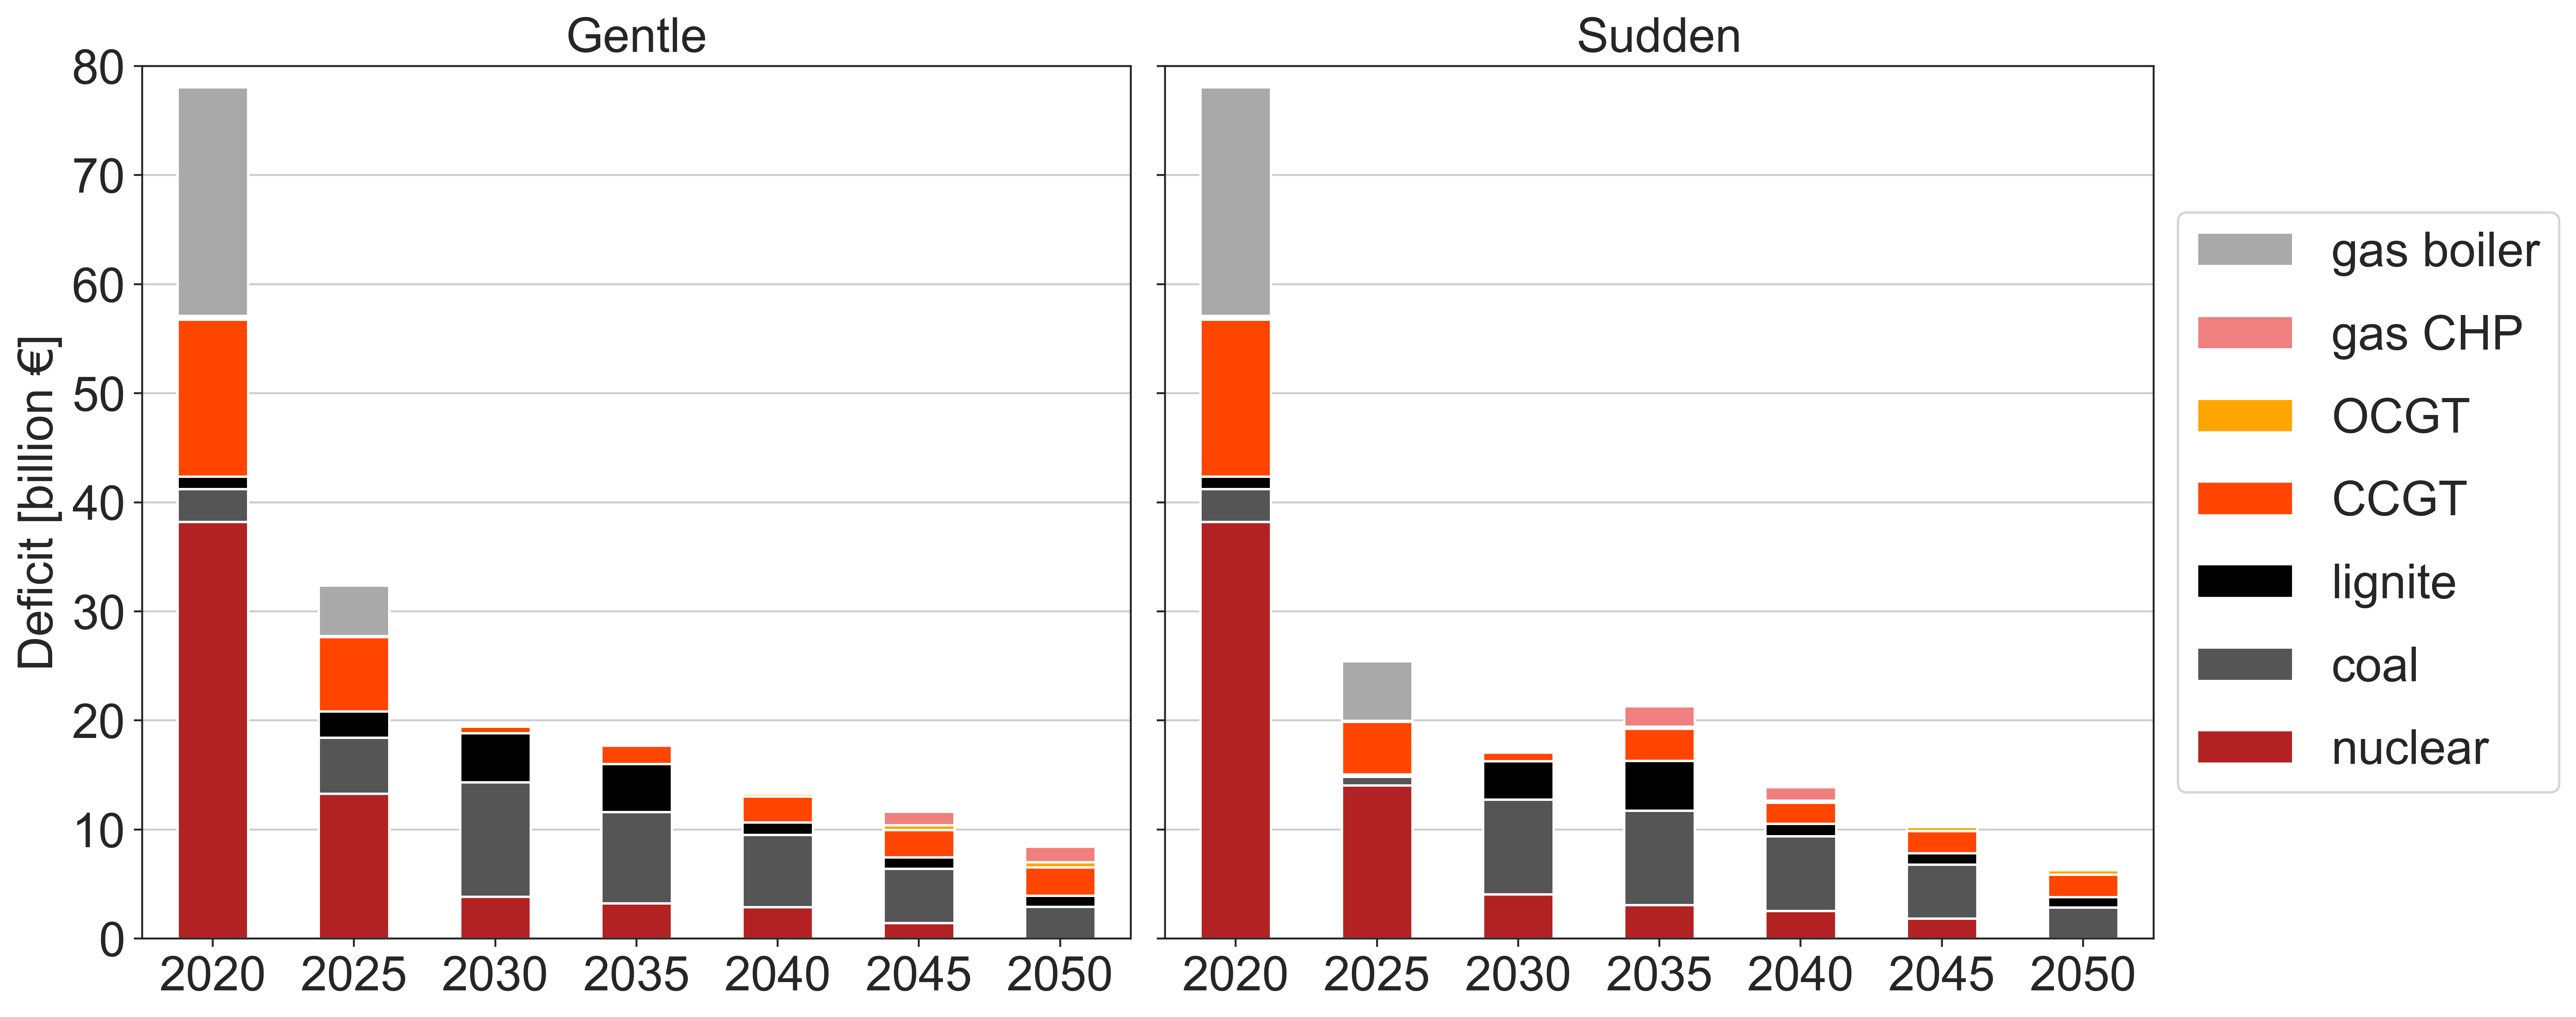 Gentle
Sudden
Deficit [billion €]
80
70
60
50
40
30
20
10
0
2020 2025 2030 2035 2040 2045 2050
2020 2025 2030 2035 2040 2045 2050
gas boiler
gas CHP
OCGT
CCGT
lignite
coal
nuclear